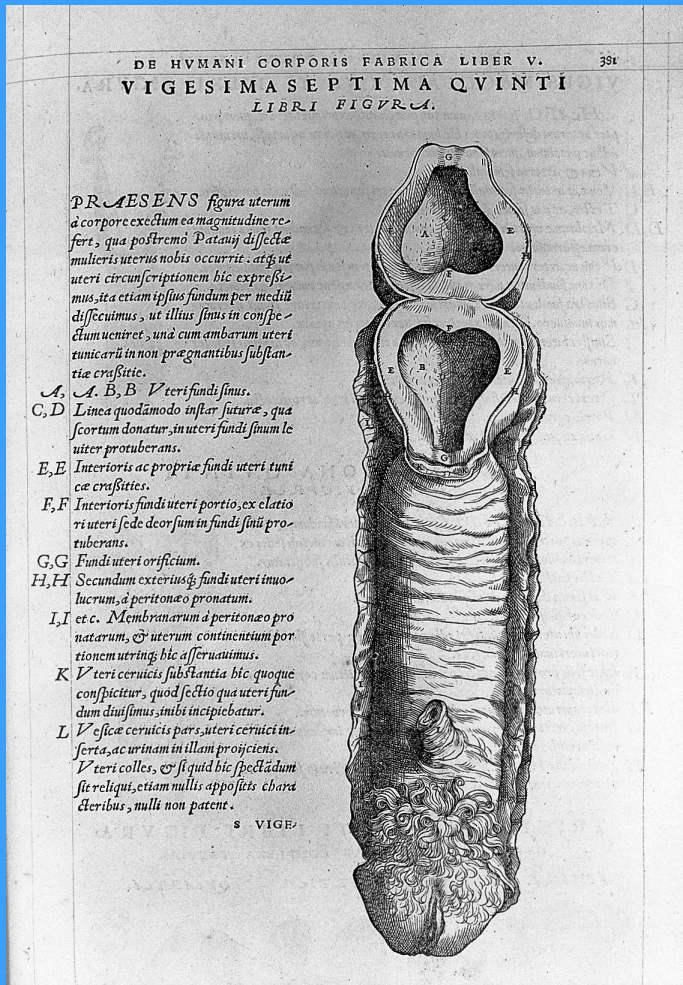 DE HVMANI CORPORIS FABRICA LIBER V. 381
VIGESIMASEPTIMA QVINTI
LIBRI FIGVRA.
PRAESENS figura uterum
à corpore exectum ea magnitudine re-
fert, qua postremò Patauij dissectæ
mulieris uterus nobis occurrit. atq; ut
uteri circunscriptionem hic expressi-
mus, ita etiam ipsius fundum per mediũ
dissecuimus, ut illius sinus in conspe-
ctum ueniret, unà cum ambarum uteri
tunicarũ in non prægnantibus substan-
tiæ crassitie.
A, A. B, B Vteri fundi sinus.
C, D Linea quodãmodo instar suturæ, qua
scortum donatur, in uteri fundi sinum le
uiter protuberans.
E,E Interioris ac propriæ fundi uteri tuni
cæ crassities.
F,F Interioris fundi uteri portio, ex elatio
ri uteri sede deorsum in fundi sinũ pro-
tuberans.
G,G Fundi uteri orificium.
H,H Secundum exteriusq; fundi uteri inuo-
lucrum, à peritonæo pronatum.
I,I et c. Membranarum à peritonæo pro
natarum, & uterum continentium por
tionem utrinq; hic asseruauimus.
K Vteri ceruicis substantia hic quoque
conspicitur, quòd sectio qua uteri fun-
dum diuisimus, inibi incipiebatur.
L Vesicæ ceruicis pars, uteri ceruici in-
serta, ac urinam in illam proijciens.
Vteri colles, & si quid hic spectãdum
sit reliqui, etiam nullis appositis chara
cteribus, nulli non patent.
S VIGE-
G
A
E
E
H
F
F
B
E
E
H
H
G
K
K
I
I
L